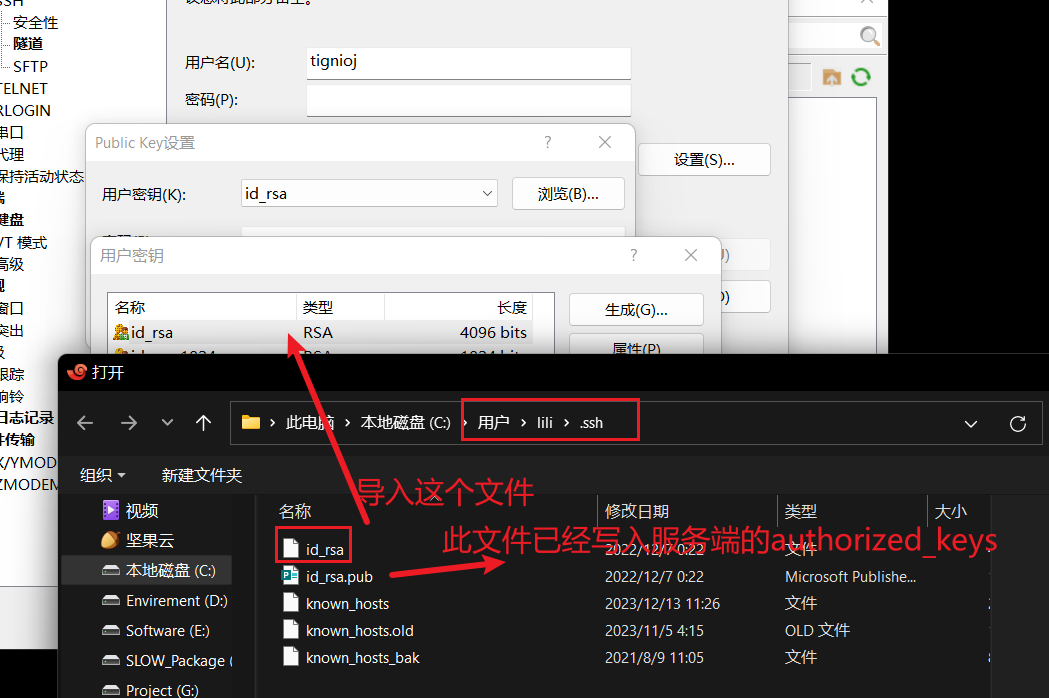 SSH
安全性
隧道
SFTP
TELNET
RLOGIN
串口
代理
保持活动状态
键盘
VT 模式
高级
窗口
突出
跟踪
响铃
日志记录
件传输
X/YMODEM
ZMODEM
用户名(U):
tignioj
密码(P):
设置(S)...
Public Key设置
?
用户密钥(K):
id_rsa
浏览(B)...
用户密钥
?
名称
类型
长度
id_rsa
RSA
4096 bits
生成(G)...
属性(P)
打开
此电脑
本地磁盘 (C:)
用户
lili
.ssh
组织
新建文件夹
视频
坚果云
本地磁盘 (C:)
Envirement (D:)
Software (E:)
SLOW_Package (
Project (G:)
导入这个文件
名称
修改日期
类型
大小
此文件已经写入服务端的authorized_keys
id_rsa
2022/12/7 0:22
文件
id_rsa.pub
2022/12/7 0:22
Microsoft Publishe...
known_hosts
2023/12/13 11:26
文件
known_hosts.old
2023/11/5 4:15
OLD 文件
known_hosts_bak
2021/8/9 11:05
文件